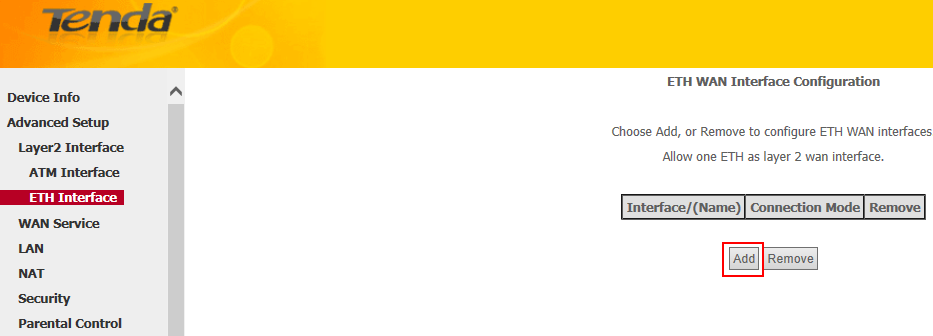 Tenda
Device Info
Advanced Setup
Layer2 Interface
ATM Interface
ETH Interface
WAN Service
LAN
NAT
Security
Parental Control
ETH WAN Interface Configuration
Choose Add, or Remove to configure ETH WAN interfaces
Allow one ETH as layer 2 wan interface.
Interface/(Name) Connection Mode Remove
Add Remove